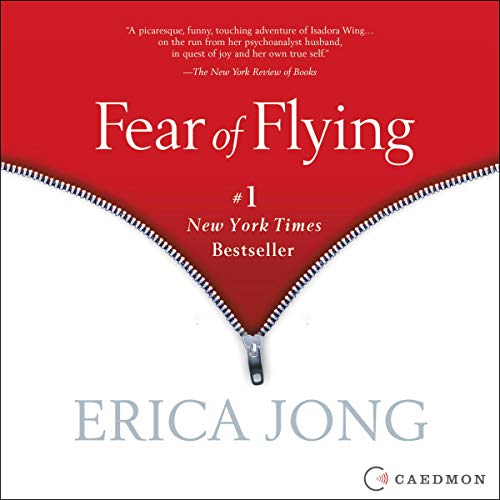 "A picaresque, funny, touching adventure of Isadora Wing…
on the run from her psychoanalyst husband,
in quest of joy and her own true self."
—The New York Review of Books
Fear of Flying
#1
New York Times
Bestseller
ERICA JONG
CAEDMON